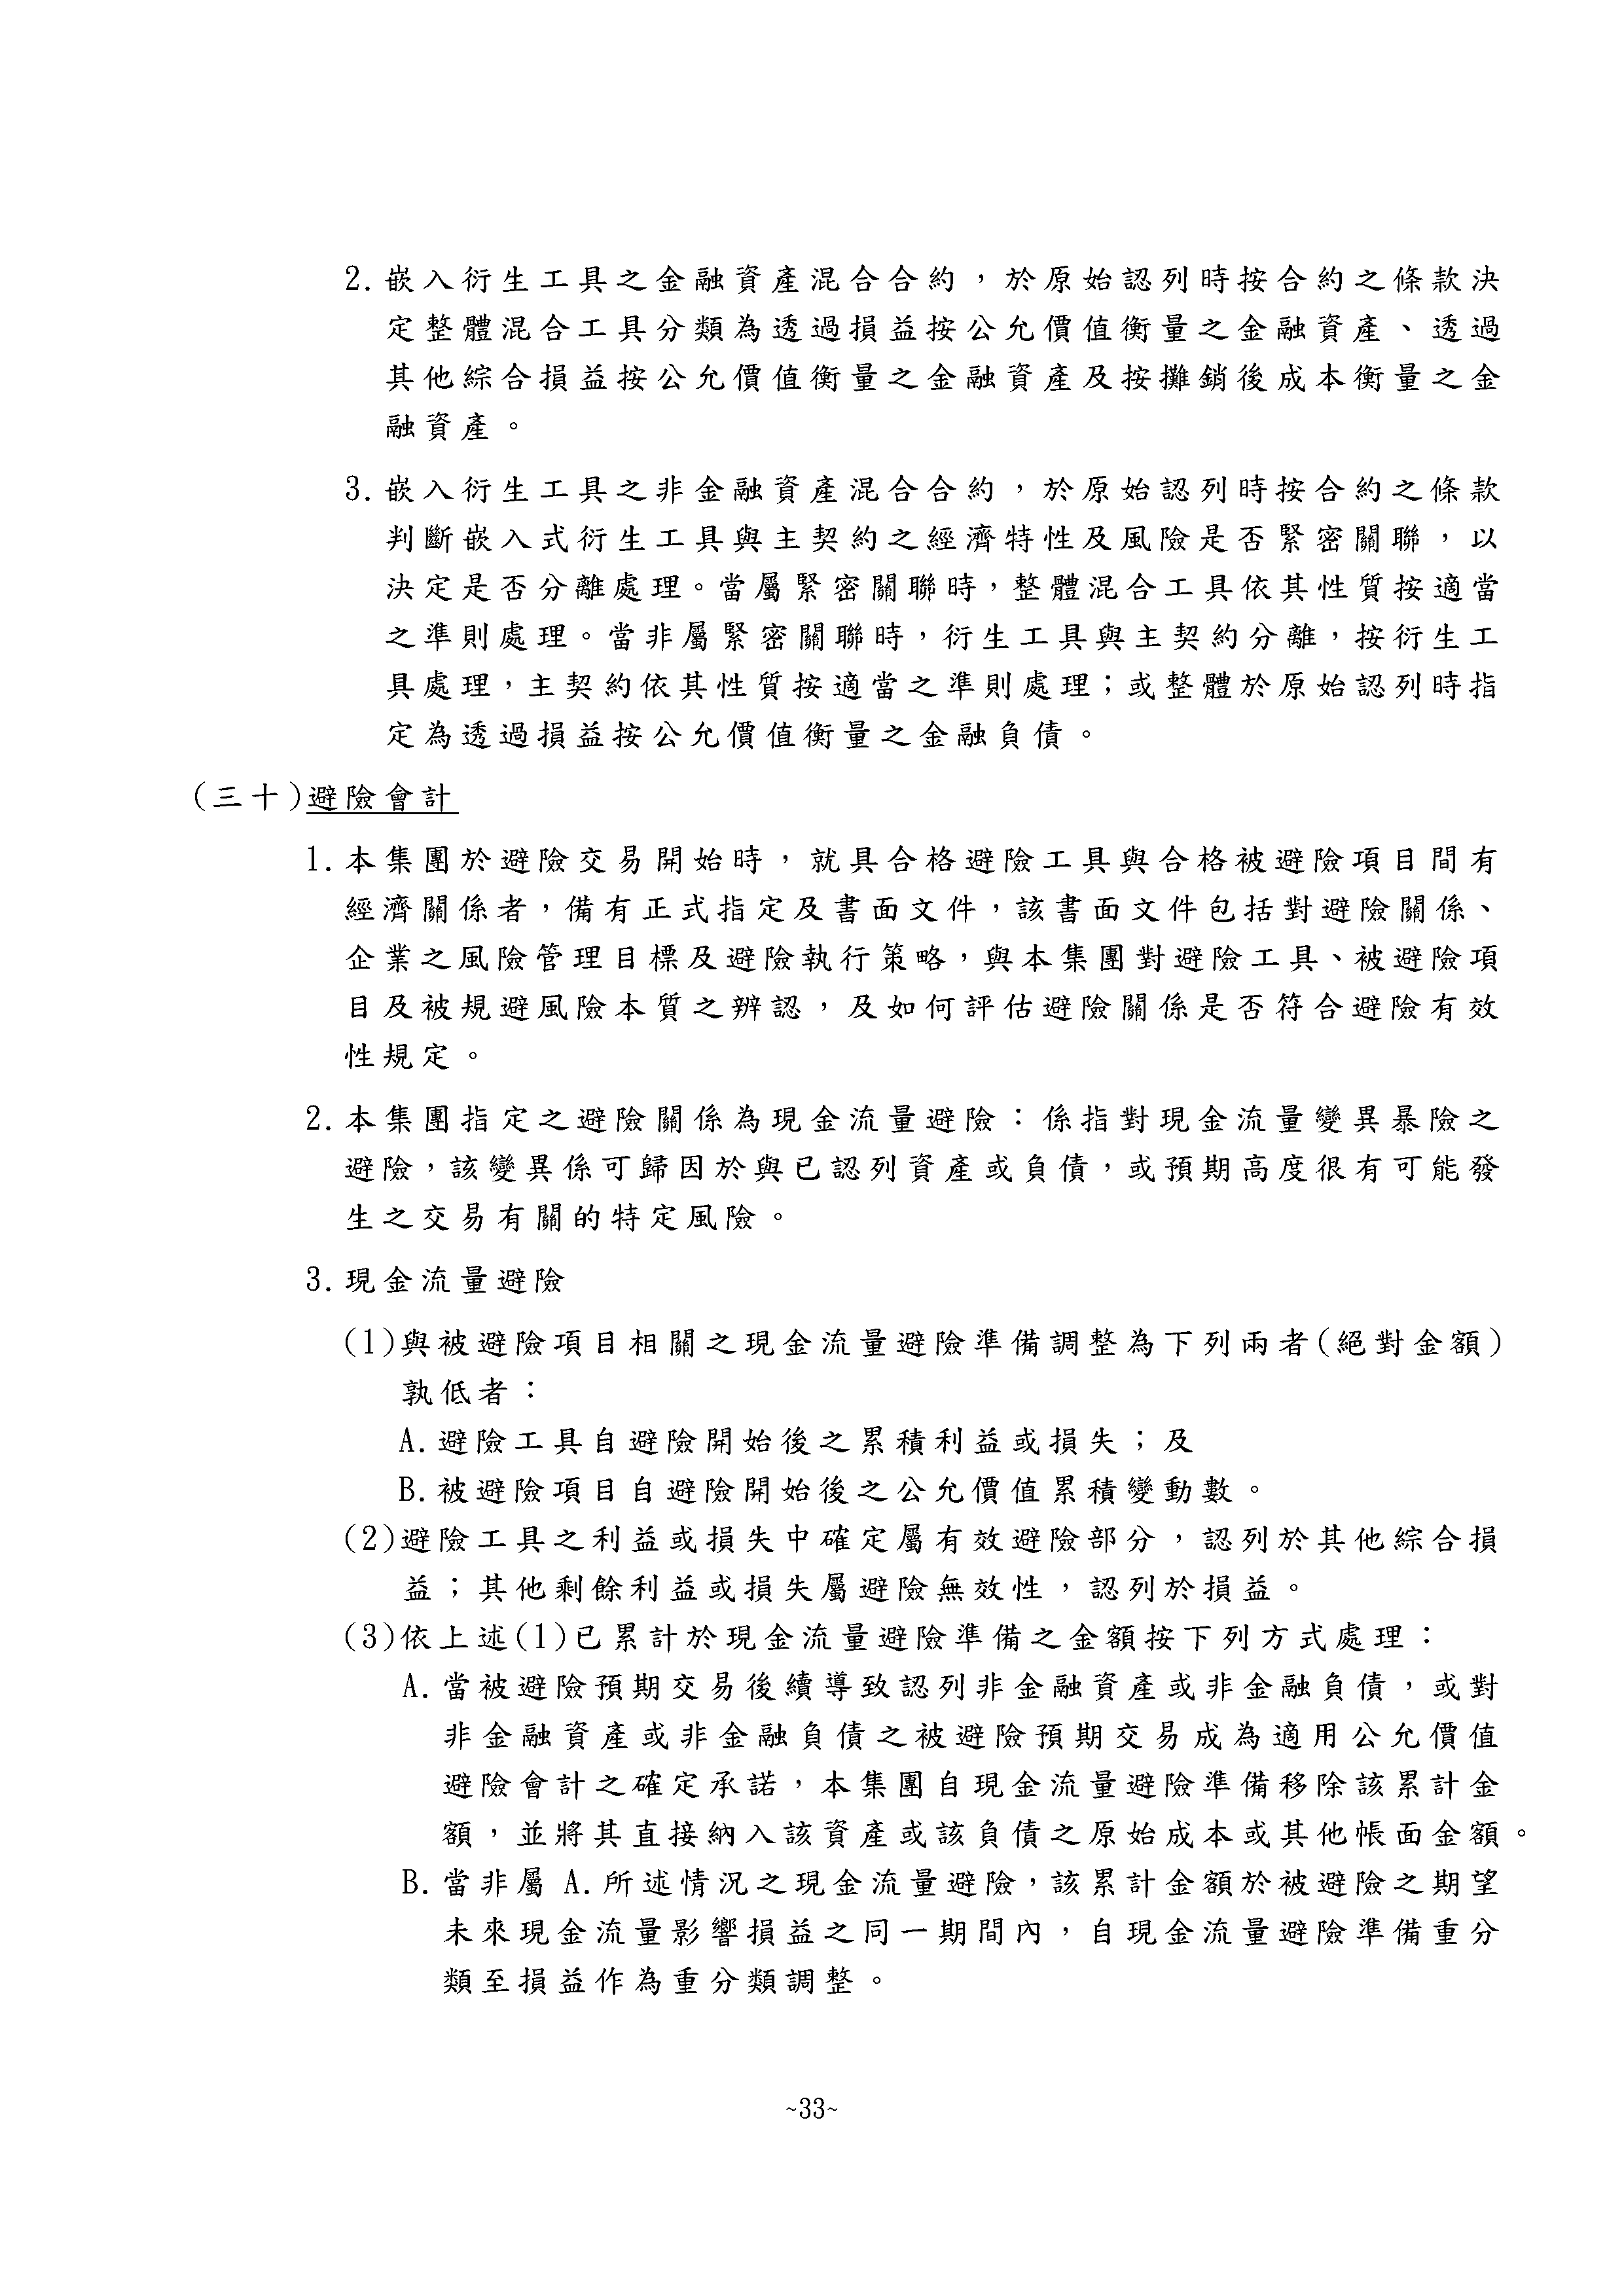 2. 嵌入衍生工具之金融資產混合合約，於原始認列時按合約之條款決
定整體混合工具分類為透過損益按公允價值衡量之金融資產、透過
其他綜合損益按公允價值衡量之金融資產及按攤銷後成本衡量之金
融資產。
3. 嵌入衍生工具之非金融資產混合合約，於原始認列時按合約之條款
判斷嵌入式衍生工具與主契約之經濟特性及風險是否緊密關聯，以
決定是否分離處理。當屬緊密關聯時，整體混合工具依其性質按適當
之準則處理。當非屬緊密關聯時，衍生工具與主契約分離，按衍生工
具處理，主契約依其性質按適當之準則處理；或整體於原始認列時指
定為透過損益按公允價值衡量之金融負債。
(三十)避險會計
1. 本集團於避險交易開始時，就具合格避險工具與合格被避險項目間有
經濟關係者，備有正式指定及書面文件，該書面文件包括對避險關係、
企業之風險管理目標及避險執行策略，與本集團對避險工具、被避險項
目及被規避風險本質之辨認，及如何評估避險關係是否符合避險有效
性規定。
2. 本集團指定之避險關係為現金流量避險：係指對現金流量變異暴險之
避險，該變異係可歸因於與已認列資產或負債，或預期高度很有可能發
生之交易有關的特定風險。
3. 現金流量避險
(1)與被避險項目相關之現金流量避險準備調整為下列兩者(絕對金額)
孰低者：
A. 避險工具自避險開始後之累積利益或損失；及
B. 被避險項目自避險開始後之公允價值累積變動數。
(2)避險工具之利益或損失中確定屬有效避險部分，認列於其他綜合損
益；其他剩餘利益或損失屬避險無效性，認列於損益。
(3)依上述(1)已累計於現金流量避險準備之金額按下列方式處理：
A. 當被避險預期交易後續導致認列非金融資產或非金融負債，或對
非金融資產或非金融負債之被避險預期交易成為適用公允價值
避險會計之確定承諾，本集團自現金流量避險準備移除該累計金
額，並將其直接納入該資產或該負債之原始成本或其他帳面金額。
B. 當非屬 A. 所述情況之現金流量避險，該累計金額於被避險之期望
未來現金流量影響損益之同一期間內，自現金流量避險準備重分
類至損益作為重分類調整。
~33~